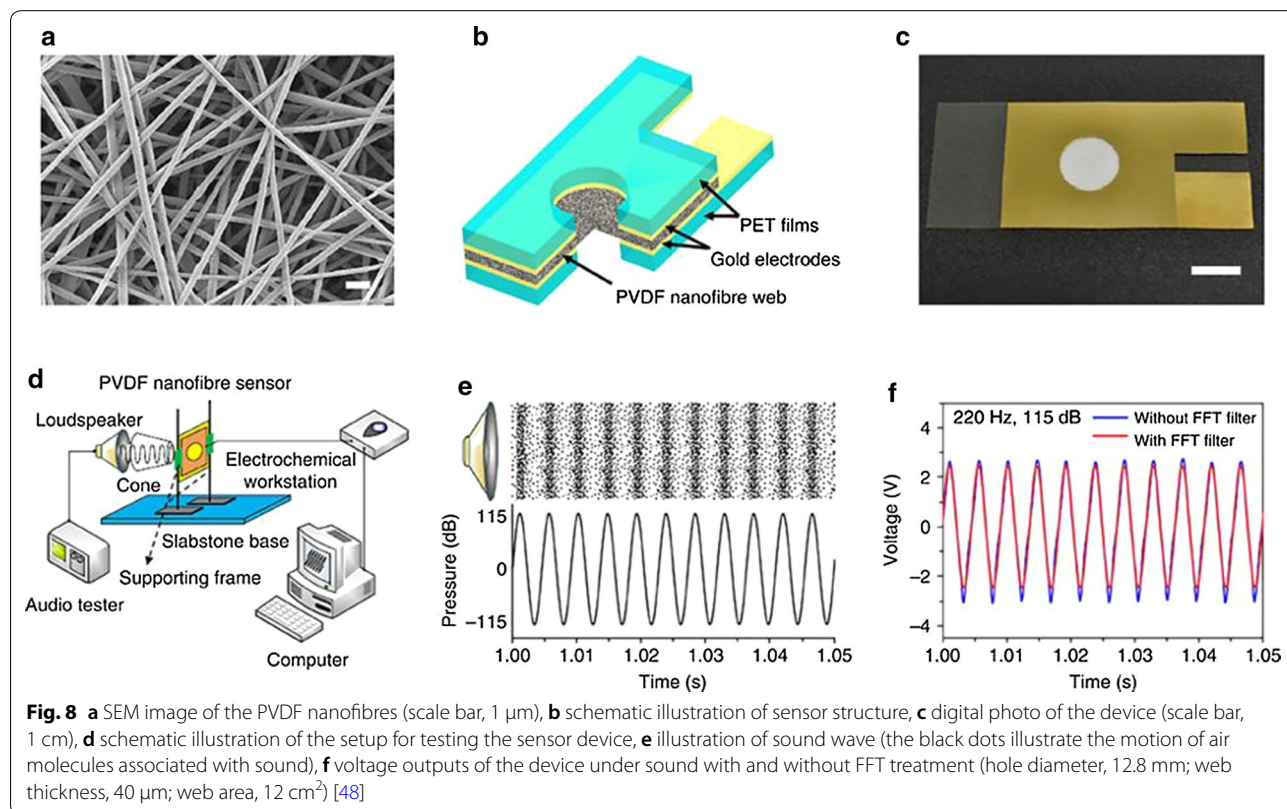 a
b
c
PET films
Gold electrodes
PVDF nanofibre web
d
PVDF nanofibre sensor
Loudspeaker
Cone
Electrochemical
workstation
Slabstone base
Supporting frame
Audio tester
Computer
e
115
0
−115
Pressure (dB)
1.00 1.01 1.02 1.03 1.04 1.05
Time (s)
f
220 Hz, 115 dB
Without FFT filter
With FFT filter
4
2
0
−2
−4
Voltage (V)
1.00 1.01 1.02 1.03 1.04 1.05
Time (s)
Fig. 8 a SEM image of the PVDF nanofibres (scale bar, 1 μm), b schematic illustration of sensor structure, c digital photo of the device (scale bar,
1 cm), d schematic illustration of the setup for testing the sensor device, e illustration of sound wave (the black dots illustrate the motion of air
molecules associated with sound), f voltage outputs of the device under sound with and without FFT treatment (hole diameter, 12.8 mm; web
thickness, 40 μm; web area, 12 cm²) [48]